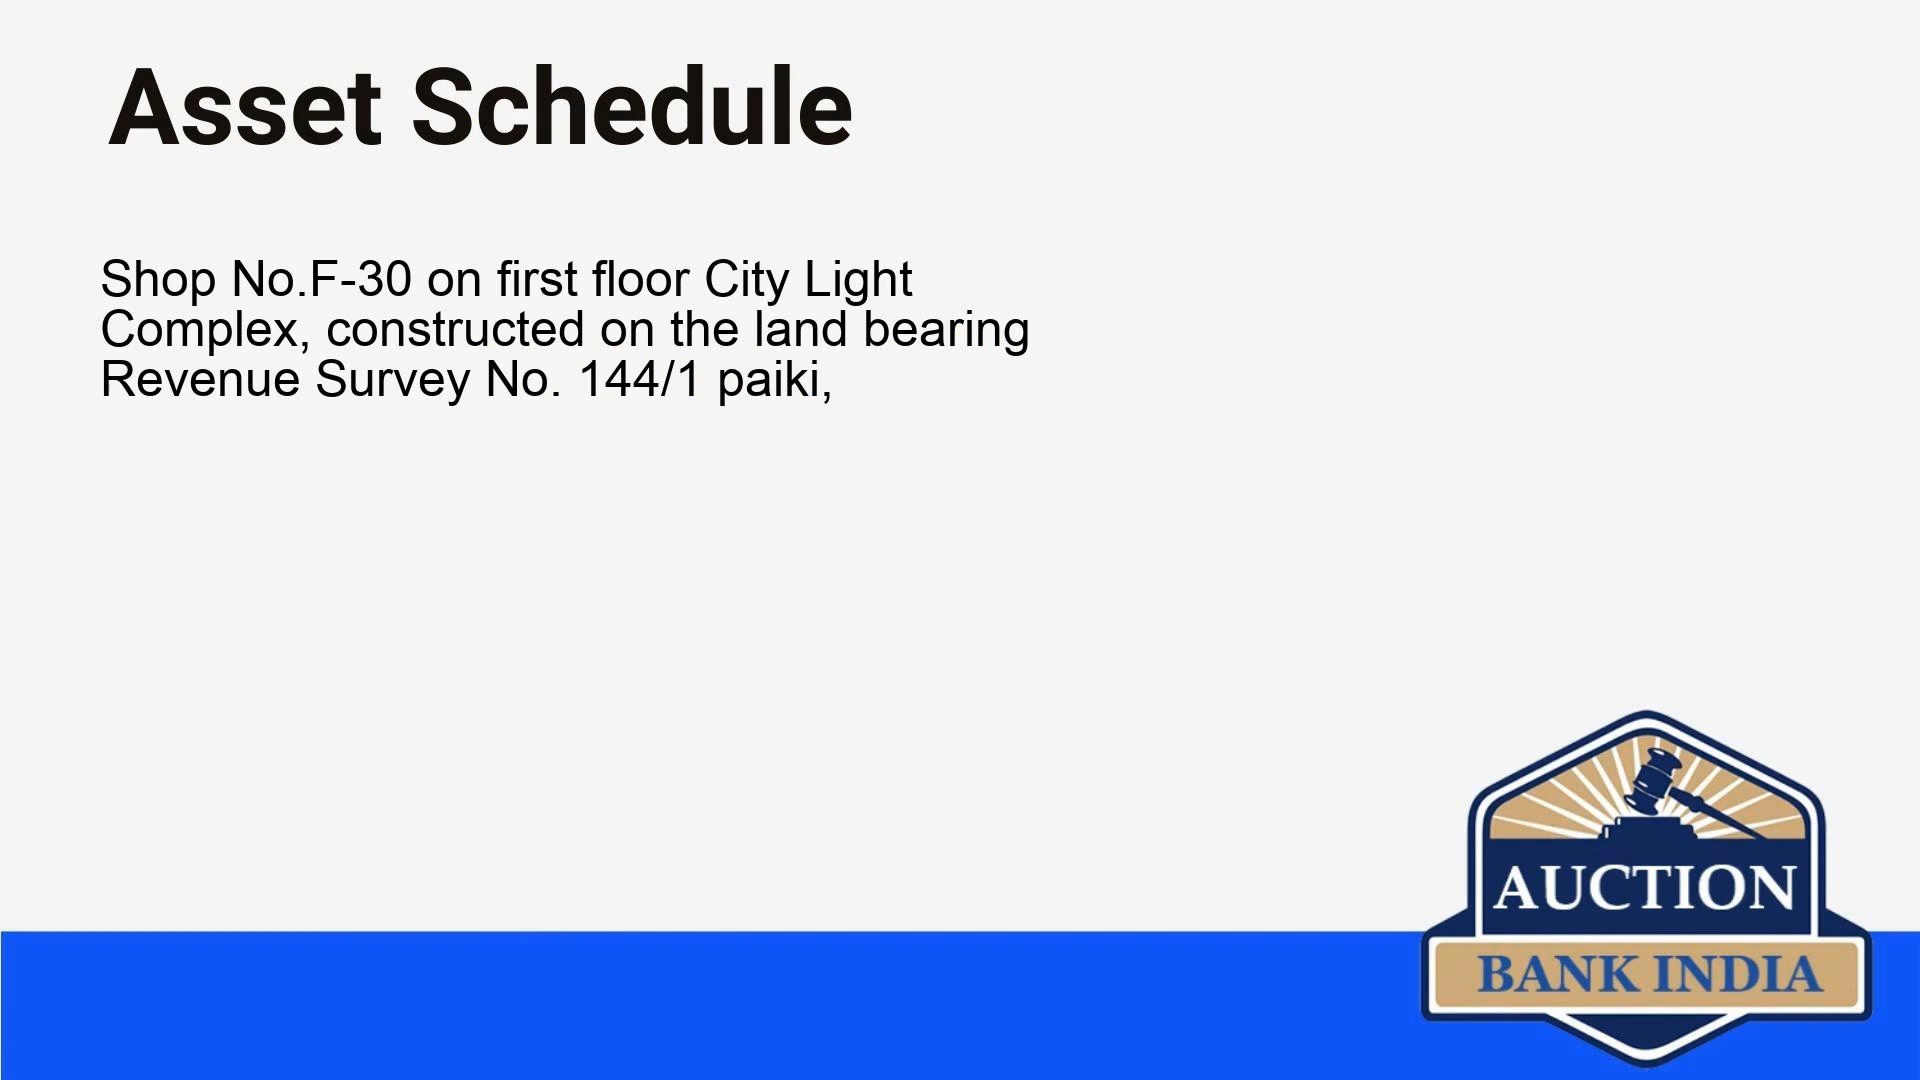 Asset Schedule
Shop No.F-30 on first floor City Light
Complex, constructed on the land bearing
Revenue Survey No. 144/1 paiki,
AUCTION
BANK INDIA